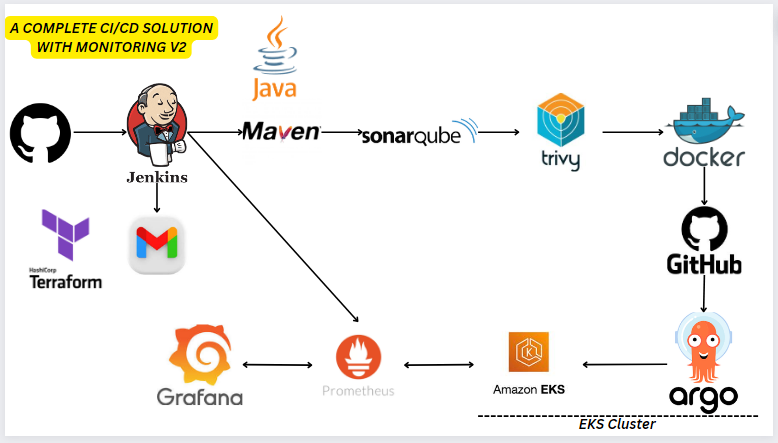 A COMPLETE CI/CD SOLUTION
WITH MONITORING V2
Java
Jenkins
Maven
sonarqube
trivy
docker
HashiCorp
Terraform
GitHub
Grafana
Prometheus
Amazon EKS
argo
EKS Cluster